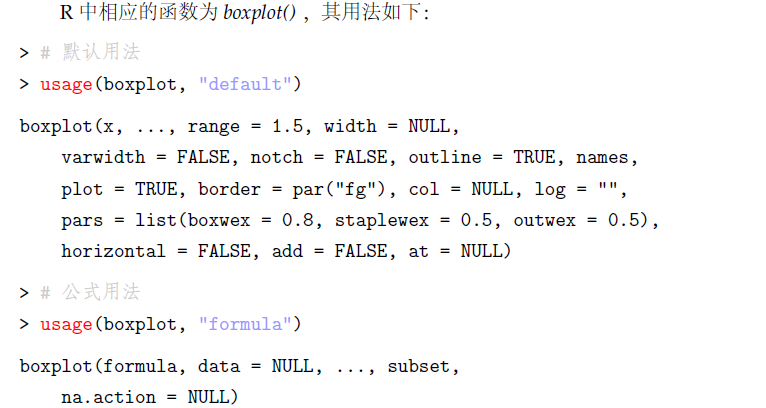 R 中相应的函数为 boxplot() ，其用法如下：
> # 默认用法
> usage(boxplot, "default")
boxplot(x, ..., range = 1.5, width = NULL,
varwidth = FALSE, notch = FALSE, outline = TRUE, names,
plot = TRUE, border = par("fg"), col = NULL, log = "",
pars = list(boxwex = 0.8, staplewex = 0.5, outwex = 0.5),
horizontal = FALSE, add = FALSE, at = NULL)
> # 公式用法
> usage(boxplot, "formula")
boxplot(formula, data = NULL, ..., subset,
na.action = NULL)